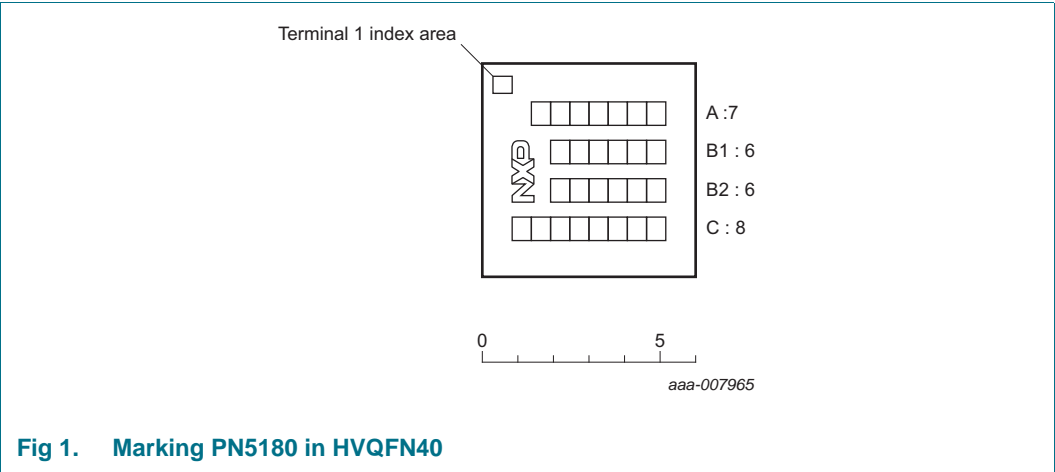 Terminal 1 index area
A :7
NXP
B1 : 6
B2 : 6
C : 8
0 5
aaa-007965
Fig 1. Marking PN5180 in HVQFN40